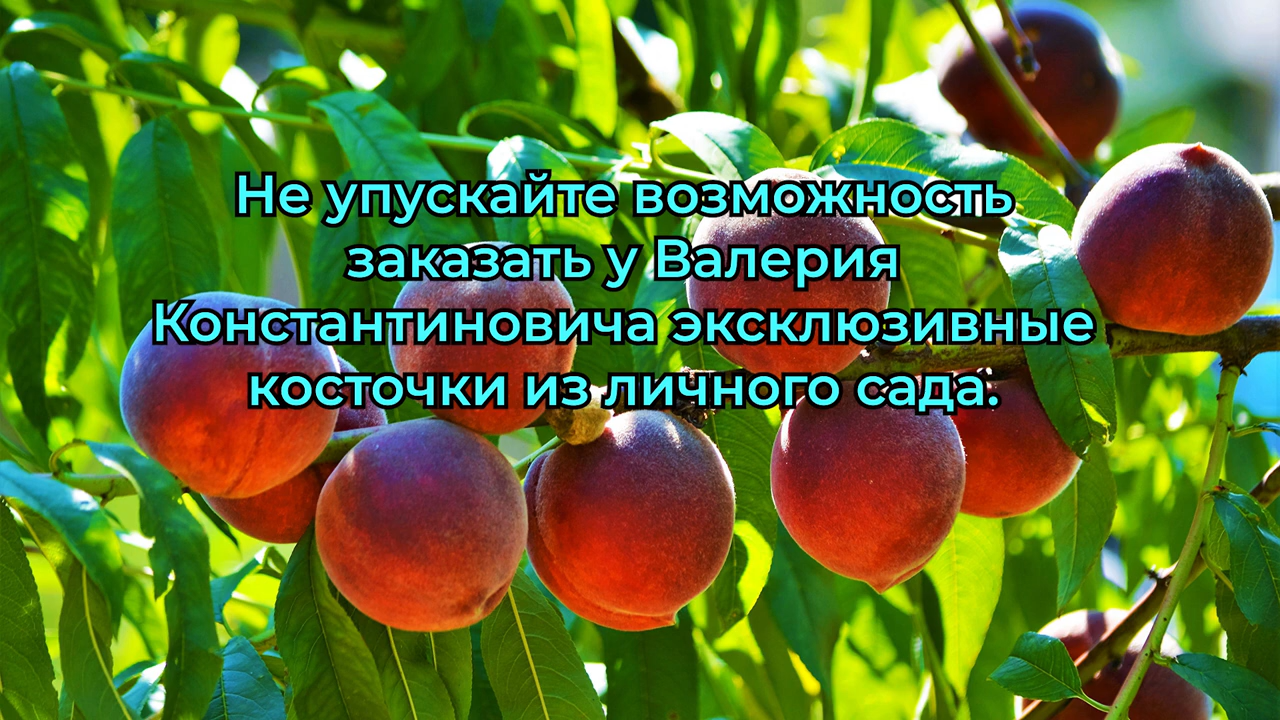 Не упускайте возможность
заказать у Валерия
Константиновича эксклюзивные
косточки из личного сада.